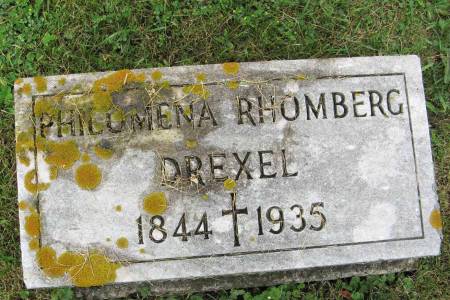 PHILOMENA RHOMBERG
DREXEL
1844 † 1935